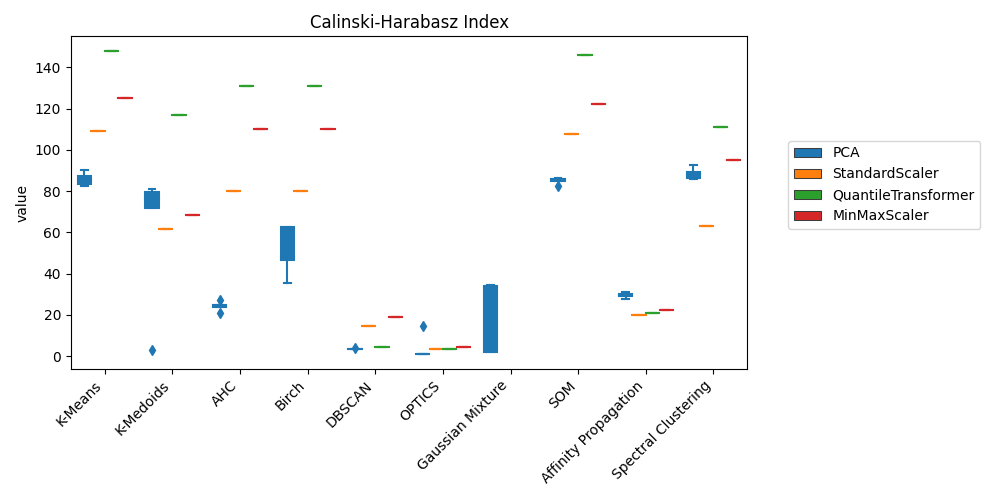 Calinski-Harabasz Index
value
140
120
100
80
60
40
20
0
K-Means
K-Medoids
AHC
Birch
DBSCAN
OPTICS
Gaussian Mixture
SOM
Affinity Propagation
Spectral Clustering
PCA
StandardScaler
QuantileTransformer
MinMaxScaler